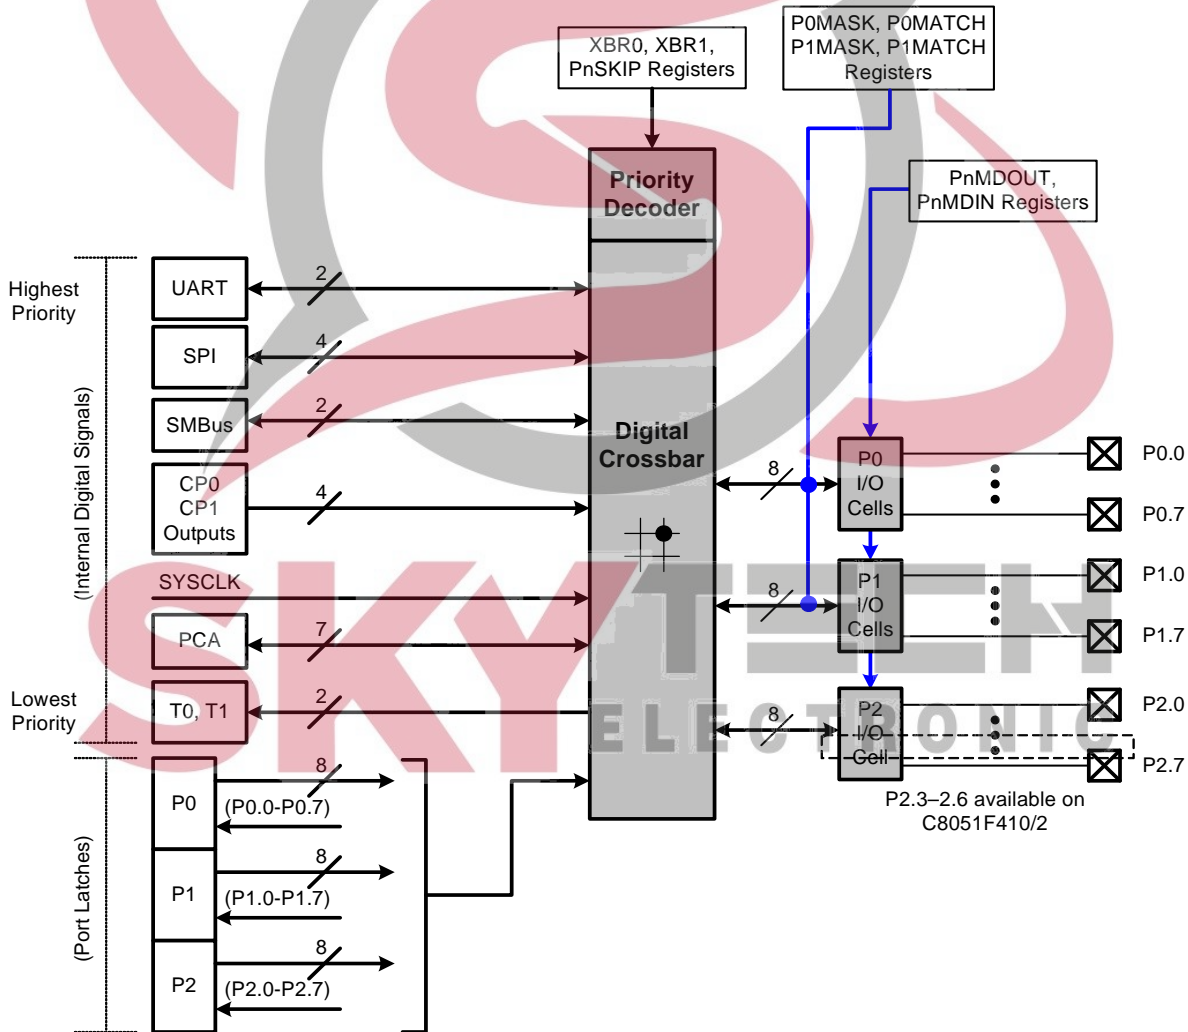 XBR0, XBR1,
PnSKIP Registers
P0MASK, P0MATCH
P1MASK, P1MATCH
Registers
Priority
Decoder
PnMDOUT,
PnMDIN Registers
Highest
Priority
(Internal Digital Signals)
Lowest
Priority
UART
2
SPI
4
SMBus
2
CP0
CP1
Outputs
4
SYSCLK
PCA
7
T0, T1
2
Digital
Crossbar
8
P0
I/O
Cells
P0.0
P0.7
8
P1
I/O
Cells
P1.0
P1.7
8
P2
I/O
Cell
P2.0
P2.7
P2.3–2.6 available on
C8051F410/2
(Port Latches)
P0
8
(P0.0-P0.7)
P1
8
(P1.0-P1.7)
P2
8
(P2.0-P2.7)
SKYTECH
ELECTRONIC